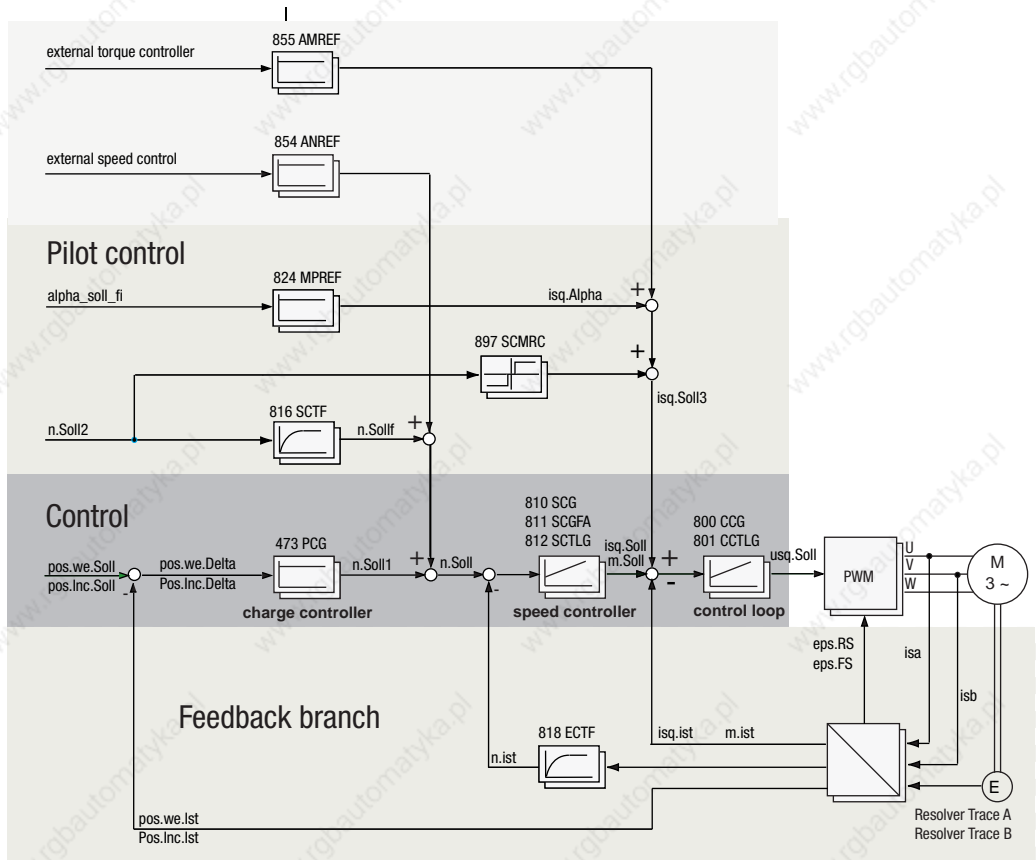 855 AMREF
external torque controller
854 ANREF
external speed control
Pilot control
824 MPREF
alpha_soll_fi
isq.Alpha
+
897 SCMRC
+
isq.Soll3
816 SCTF
n.Soll2
n.Sollf
+
Control
810 SCG
811 SCGFA
812 SCTLG
800 CCG
801 CCTLG
473 PCG
pos.we.Soll
pos.Inc.Soll
-
pos.we.Delta
Pos.Inc.Delta
n.Soll1
+
n.Soll
-
isq.Soll
m.Soll
+
-
usq.Soll
PWM
U
V
W
M
3 ~
charge controller
speed controller
control loop
eps.RS
eps.FS
isa
isb
Feedback branch
818 ECTF
isq.ist
m.ist
n.ist
E
pos.we.Ist
Pos.Inc.Ist
Resolver Trace A
Resolver Trace B
www.rgbautomatyka.pl